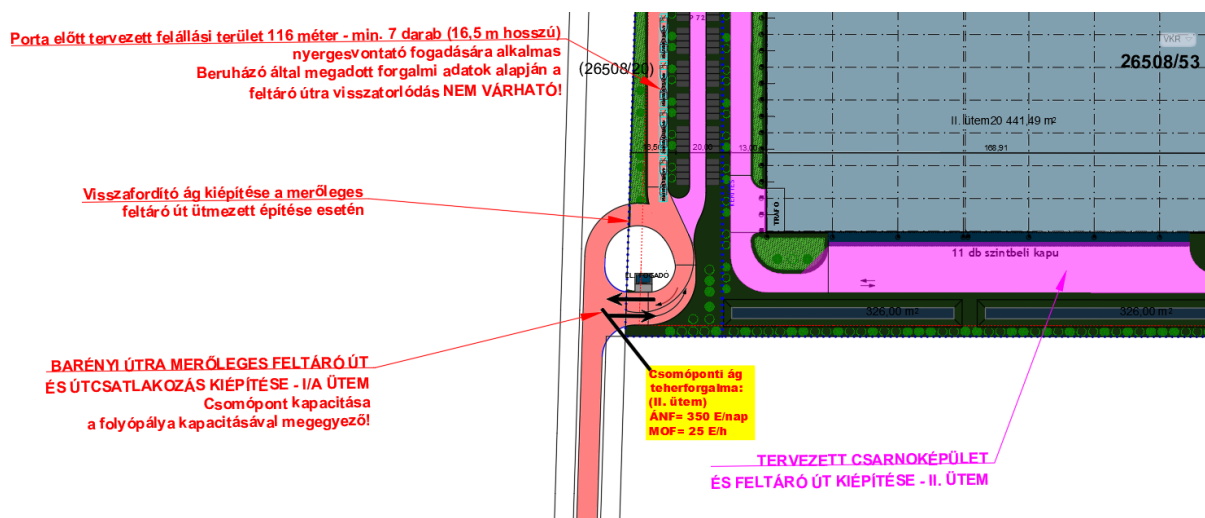 Porta előtt tervezett felállási terület 116 méter - min. 7 darab (16,5 m hosszú)
nyergesvontató fogadására alkalmas
Beruházó által megadott forgalmi adatok alapján a
feltáró útra visszatorlódás NEM VÁRHATÓ!
(26508/20)
P 72
VKR
26508/53
II. ütem20 441,49 m²
20,00
13,00
168,91
Visszafordító ág kiépítése a merőleges
feltáró út ütmezett építése esetén
TRAFO
11 db szintbeli kapu
326,00 m²
326,00 m²
BARÉNYI ÚTRA MERŐLEGES FELTÁRÓ ÚT
ÉS ÚTCSATLAKOZÁS KIÉPÍTÉSE - I/A ÜTEM
Csomópont kapacitása
a folyópálya kapacitásával megegyező!
Csomóponti ág
teherforgalma:
(II. ütem)
ÁNF= 350 E/nap
MOF= 25 E/h
TERVEZETT CSARNOKÉPÜLET
ÉS FELTÁRÓ ÚT KIÉPÍTÉSE - II. ÜTEM